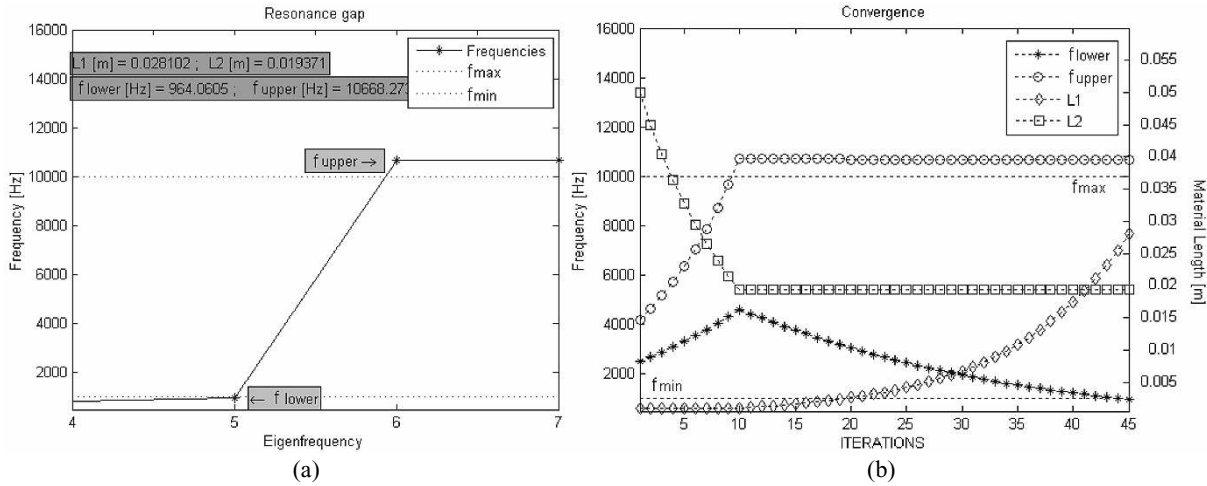 Resonance gap
16000
14000
12000
10000
8000
6000
4000
2000
Frequency [Hz]
L1 [m] = 0.028102 ; L2 [m] = 0.019371
f lower [Hz] = 964.0605 ; f upper [Hz] = 10668.273
Frequencies
fmax
fmin
f upper →
← f lower
4 5 6 7
Eigenfrequency
(a)
Convergence
16000
14000
12000
10000
8000
6000
4000
2000
Frequency [Hz]
f lower
f upper
L1
L2
fmax
fmin
0.055
0.050
0.045
0.04
0.035
0.03
0.025
0.02
0.015
0.01
0.005
Material Length [m]
5 10 15 20 25 30 35 40 45
ITERATIONS
(b)